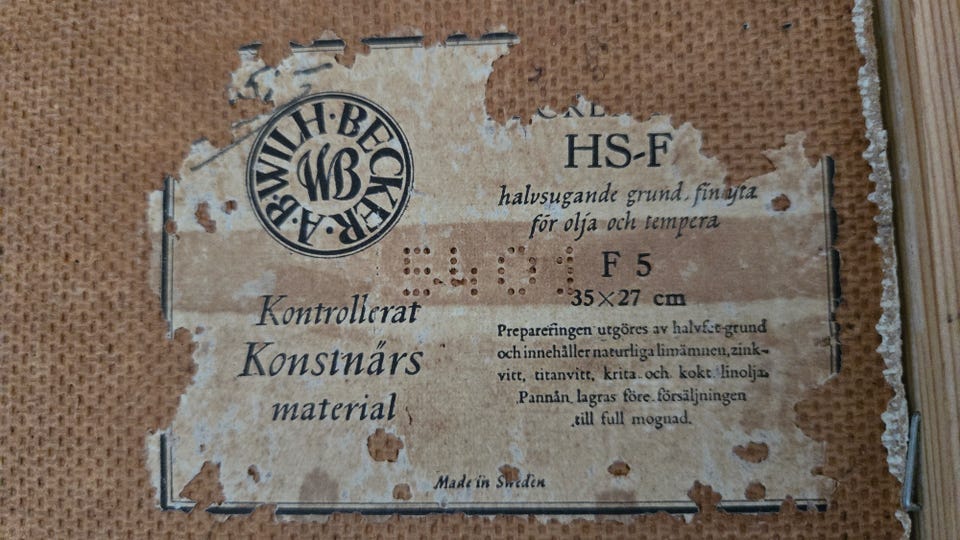 A.B. WILH. BECKER
WB
HS-F
halvsugande grund, fin yta
för olja och tempera
F 5
35×27 cm
Kontrollerat
Konstnärs
material
Prepareringen utgöres av halvfet-grund
och innehåller naturliga limämnen, zink-
vitt, titanvitt, krita och kokt linolja.
Pannån lagras före försäljningen
till full mognad.
Made in Sweden